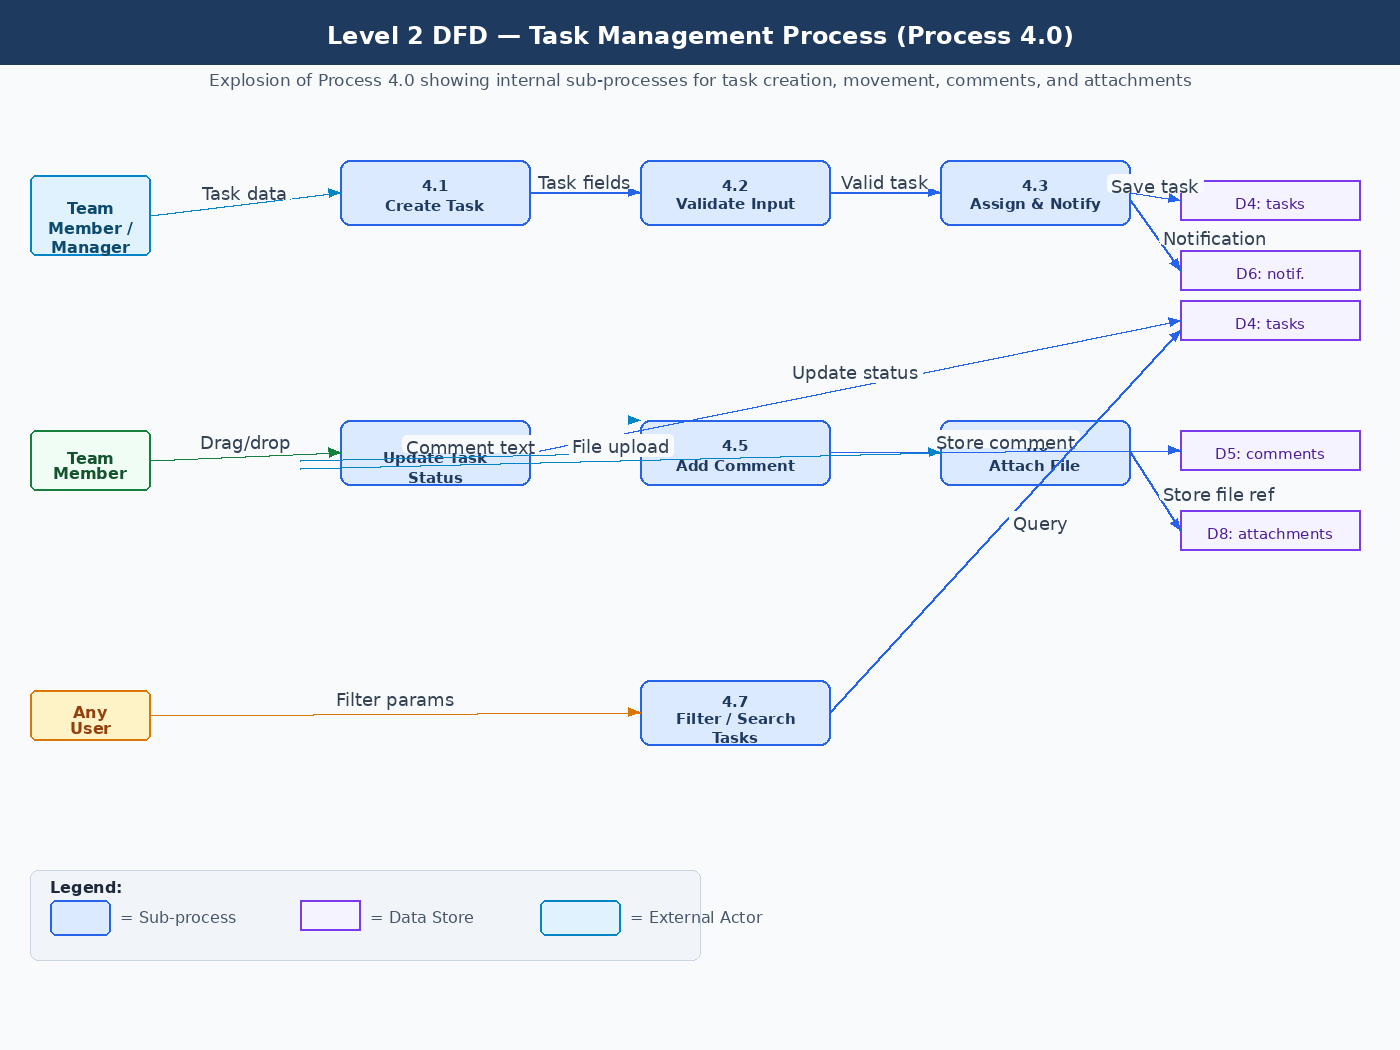 Level 2 DFD — Task Management Process (Process 4.0)
Explosion of Process 4.0 showing internal sub-processes for task creation, movement, comments, and attachments
Team
Member /
Manager
Task data
4.1
Create Task
Task fields
4.2
Validate Input
Valid task
4.3
Assign & Notify
Save task
D4: tasks
Notification
D6: notif.
D4: tasks
Update status
Team
Member
Drag/drop
Comment text
Update Task
Status
File upload
4.5
Add Comment
Store comment
Attach File
D5: comments
Store file ref
D8: attachments
Query
Any
User
Filter params
4.7
Filter / Search
Tasks
Legend:
= Sub-process
= Data Store
= External Actor